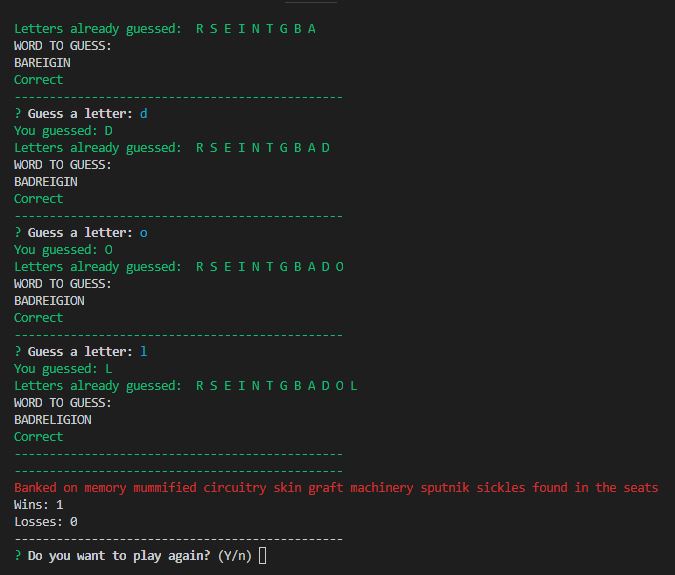 Letters already guessed:  R S E I N T G B A
WORD TO GUESS:
BAREIGIN
Correct
-----------------------------------------------
? Guess a letter: d
You guessed: D
Letters already guessed:  R S E I N T G B A D
WORD TO GUESS:
BADREIGIN
Correct
-----------------------------------------------
? Guess a letter: o
You guessed: O
Letters already guessed:  R S E I N T G B A D O
WORD TO GUESS:
BADREIGION
Correct
-----------------------------------------------
? Guess a letter: l
You guessed: L
Letters already guessed:  R S E I N T G B A D O L
WORD TO GUESS:
BADRELIGION
Correct
-----------------------------------------------
-----------------------------------------------
Banked on memory mummified circuitry skin graft machinery sputnik sickles found in the seats
Wins: 1
Losses: 0
-----------------------------------------------
? Do you want to play again? (Y/n)